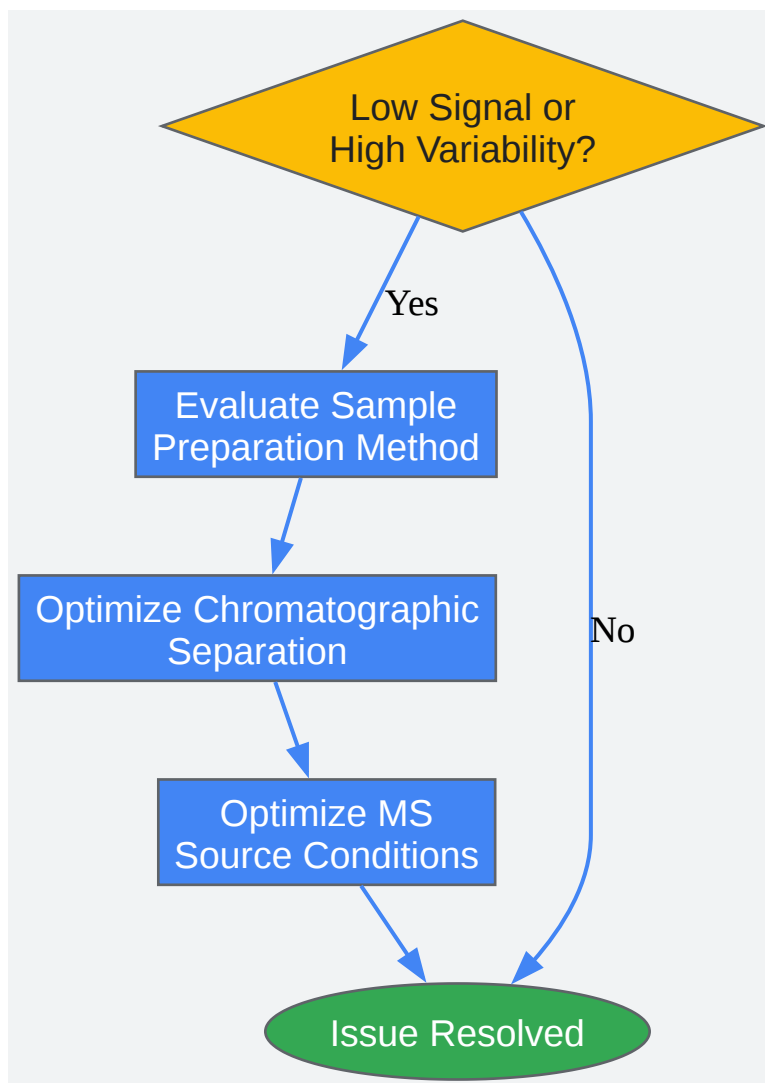 Low Signal or
High Variability?
Yes
Evaluate Sample
Preparation Method
Optimize Chromatographic
Separation
No
Optimize MS
Source Conditions
Issue Resolved